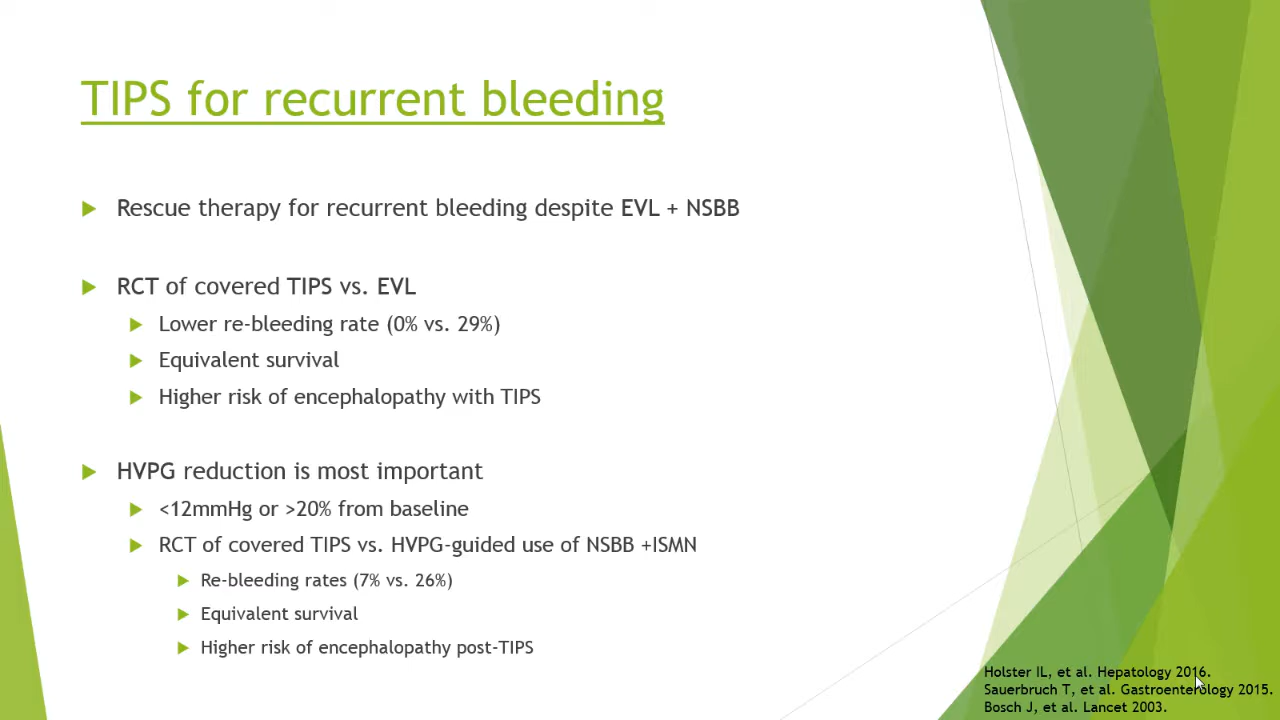 TIPS for recurrent bleeding
Rescue therapy for recurrent bleeding despite EVL + NSBB
RCT of covered TIPS vs. EVL
Lower re-bleeding rate (0% vs. 29%)
Equivalent survival
Higher risk of encephalopathy with TIPS
HVPG reduction is most important
<12mmHg or >20% from baseline
RCT of covered TIPS vs. HVPG-guided use of NSBB +ISMN
Re-bleeding rates (7% vs. 26%)
Equivalent survival
Higher risk of encephalopathy post-TIPS
Holster IL, et al. Hepatology 2016.
Sauerbruch T, et al. Gastroenterology 2015.
Bosch J, et al. Lancet 2003.